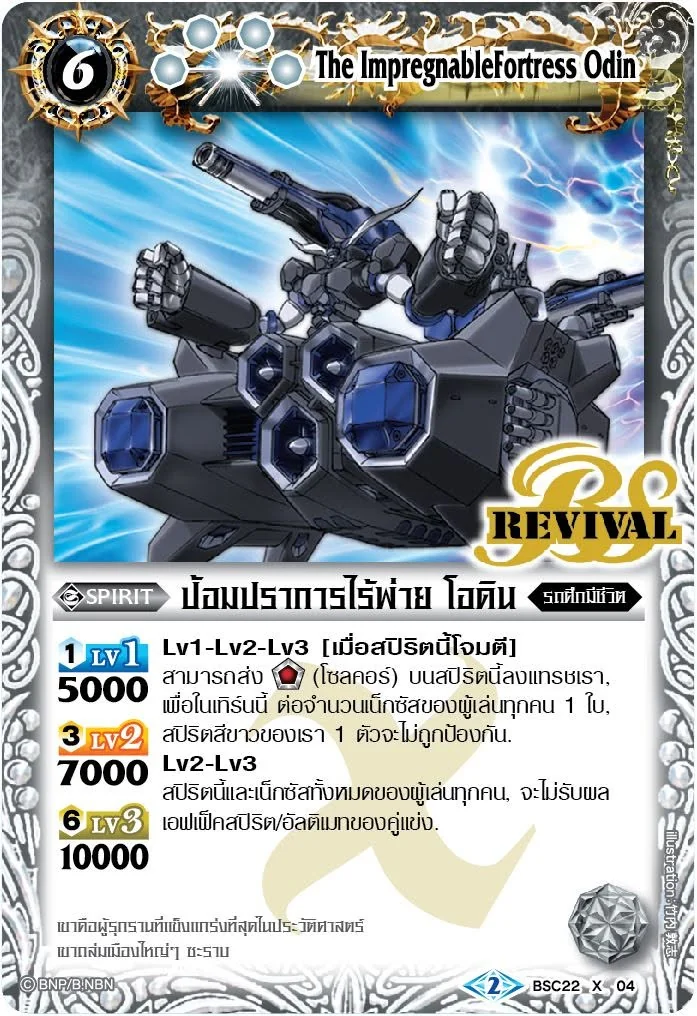 6
The ImpregnableFortress Odin
BS
REVIVAL
SPIRIT
ป้อมปราการไร้พ่าย โอดิน
รถศึกมีชีวิต
1 LV1
5000
3 LV2
7000
6 LV3
10000
Lv1-Lv2-Lv3 [เมื่อสปิริตนี้โจมตี]
สามารถส่ง (โซลคอร์) บนสปิริตนี้ลงแทรชเรา,
เพื่อในเทิร์นนี้ ต่อจำนวนเน็กซัสของผู้เล่นทุกคน 1 ใบ,
สปิริตสีขาวของเรา 1 ตัวจะไม่ถูกป้องกัน.
Lv2-Lv3
สปิริตนี้และเน็กซัสทั้งหมดของผู้เล่นทุกคน, จะไม่รับผล
เอฟเฟ็คสปิริต/อัลติเมทของคู่แข่ง.
X
เขาคือผู้รุกรานที่แข็งแกร่งที่สุดในประวัติศาสตร์
เขาถล่มเมืองใหญ่ๆ ซะราบ
illustration:竹内 敦志
©BNP/B.NBN
2
BSC22 X 04